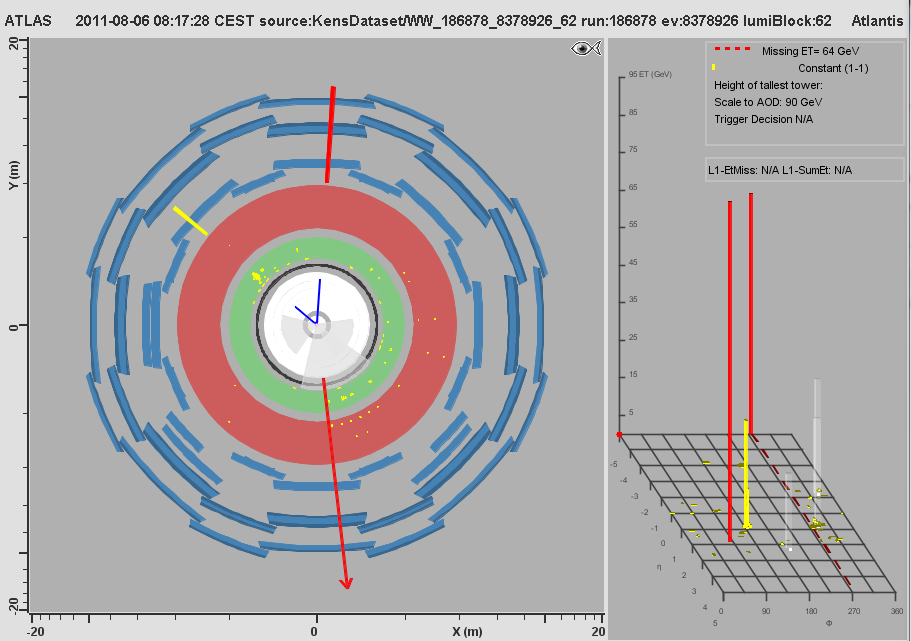 ATLAS 2011-08-06 08:17:28 CEST source:KensDataset/WW_186878_8378926_62 run:186878 ev:8378926 lumiBlock:62 Atlantis
20
Y (m)
0
-20
-20
0
X (m)
20
Missing ET= 64 GeV
Constant (1-1)
Height of tallest tower:
Scale to AOD: 90 GeV
Trigger Decision N/A
L1-EtMiss: N/A L1-SumEt: N/A
95 ET (GeV)
85
75
65
55
45
35
25
15
5
-5
-4
-3
-2
-1
0
1
η
2
3
4
5
0
90
180
270
360
Φ